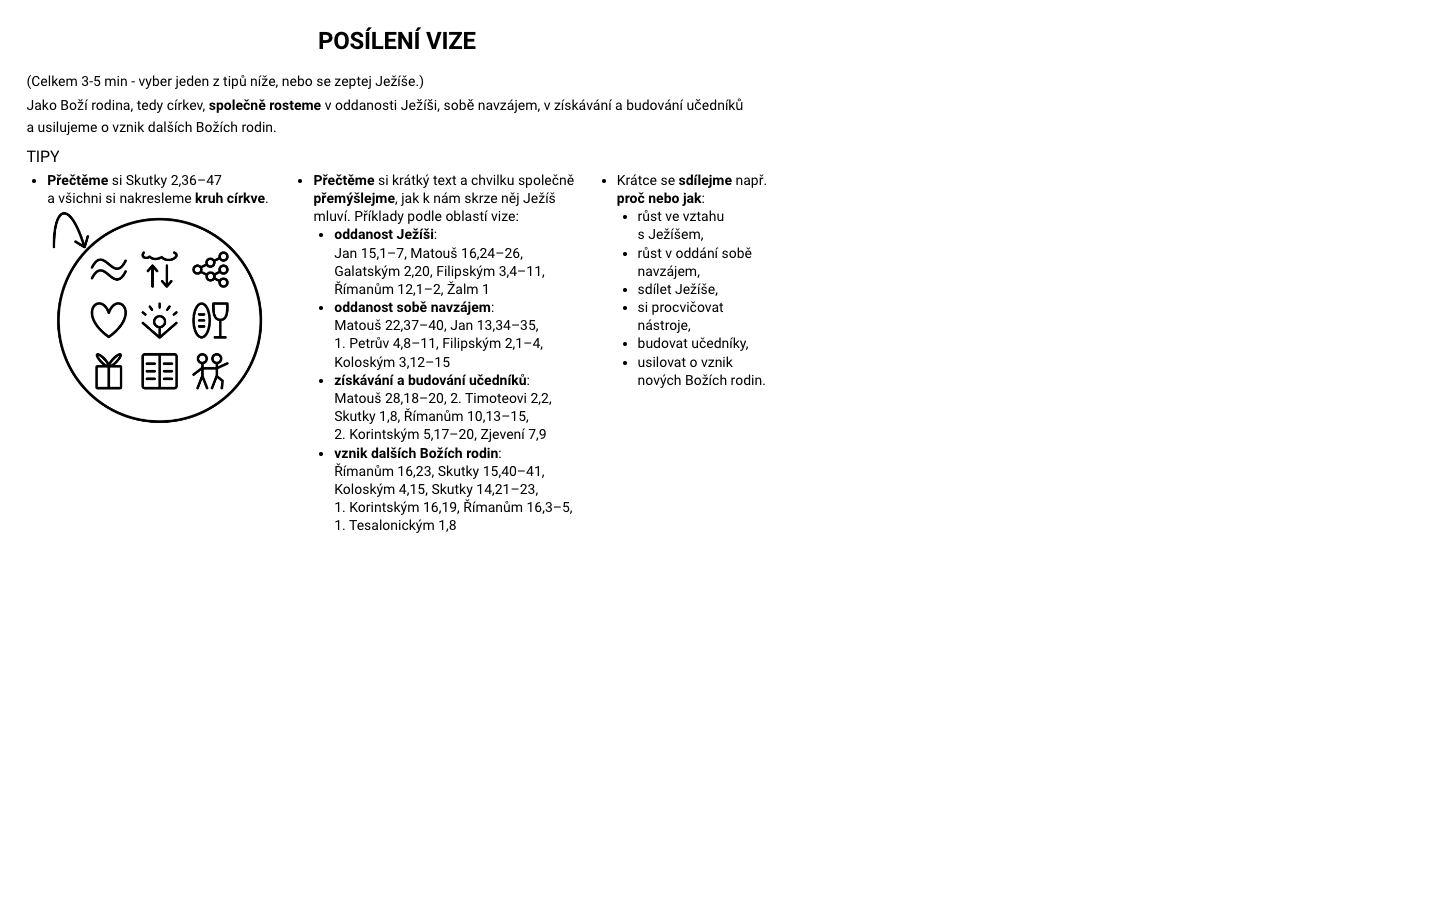 POSÍLENÍ VIZE
(Celkem 3-5 min - vyber jeden z tipů níže, nebo se zeptej Ježíše.)
Jako Boží rodina, tedy církev, společně rosteme v oddanosti Ježíši, sobě navzájem, v získávání a budování učedníků
a usilujeme o vznik dalších Božích rodin.
TIPY
• Přečtěme si Skutky 2,36–47
a všichni si nakresleme kruh církve.
• Přečtěme si krátký text a chvilku společně
přemýšlejme, jak k nám skrze něj Ježíš
mluví. Příklady podle oblastí vize:
• oddanost Ježíši:
Jan 15,1–7, Matouš 16,24–26,
Galatským 2,20, Filipským 3,4–11,
Římanům 12,1–2, Žalm 1
• oddanost sobě navzájem:
Matouš 22,37–40, Jan 13,34–35,
1. Petrův 4,8–11, Filipským 2,1–4,
Koloským 3,12–15
• získávání a budování učedníků:
Matouš 28,18–20, 2. Timoteovi 2,2,
Skutky 1,8, Římanům 10,13–15,
2. Korintským 5,17–20, Zjevení 7,9
• vznik dalších Božích rodin:
Římanům 16,23, Skutky 15,40–41,
Koloským 4,15, Skutky 14,21–23,
1. Korintským 16,19, Římanům 16,3–5,
1. Tesalonickým 1,8
• Krátce se sdílejme např.
proč nebo jak:
• růst ve vztahu
s Ježíšem,
• růst v oddání sobě
navzájem,
• sdílet Ježíše,
• si procvičovat
nástroje,
• budovat učedníky,
• usilovat o vznik
nových Božích rodin.